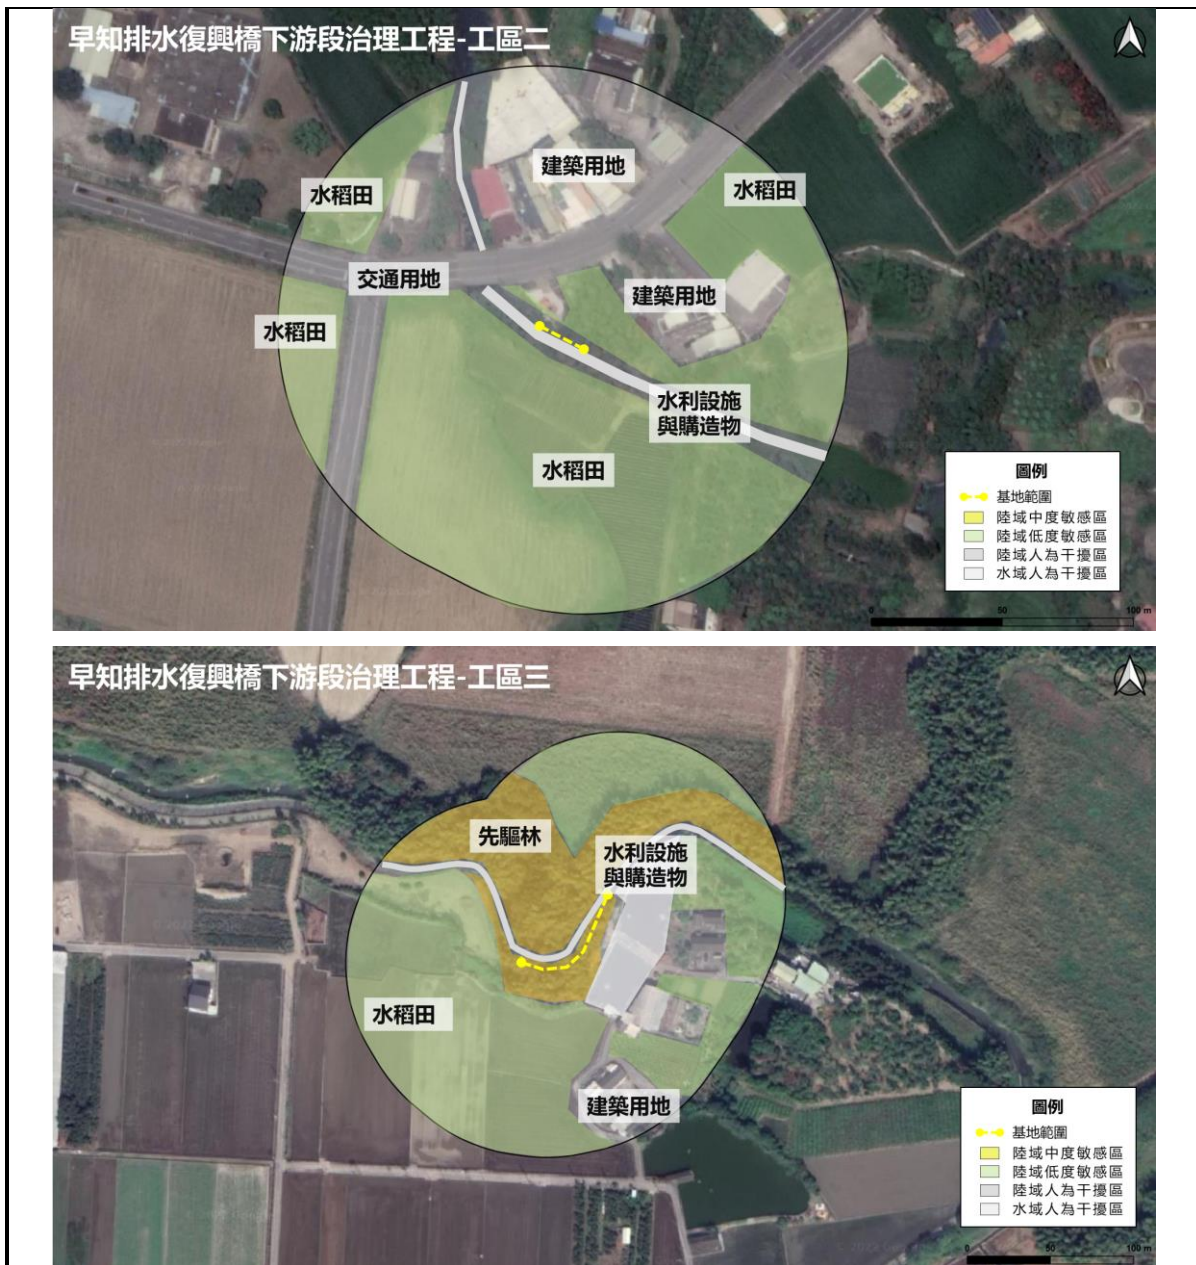 早知排水復興橋下游段治理工程-工區二
建築用地
水稻田
水稻田
交通用地
建築用地
水稻田
水利設施
與購造物
水稻田
圖例
基地範圍
陸域中度敏感區
陸域低度敏感區
陸域人為干擾區
水域人為干擾區
0 50 100 m
早知排水復興橋下游段治理工程-工區三
先驅林
水利設施
與購造物
水稻田
建築用地
圖例
基地範圍
陸域中度敏感區
陸域低度敏感區
陸域人為干擾區
水域人為干擾區
0 50 100 m